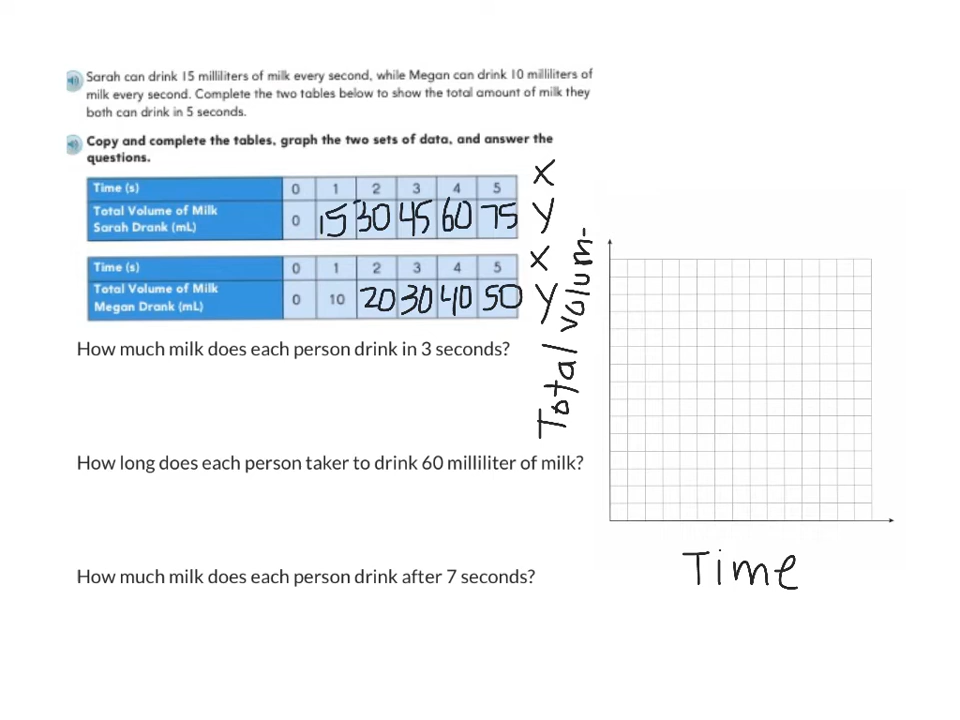 Sarah can drink 15 milliliters of milk every second, while Megan can drink 10 milliliters of
milk every second. Complete the two tables below to show the total amount of milk they
both can drink in 5 seconds.
Copy and complete the tables, graph the two sets of data, and answer the
questions.
Time (s) 0 1 2 3 4 5 X
Total Volume of Milk
Sarah Drank (mL) 0 15 30 45 60 75 Y
Time (s) 0 1 2 3 4 5 X
Total Volume of Milk
Megan Drank (mL) 0 10 20 30 40 50 Y
Total Volum-
How much milk does each person drink in 3 seconds?
How long does each person taker to drink 60 milliliter of milk?
How much milk does each person drink after 7 seconds?
Time